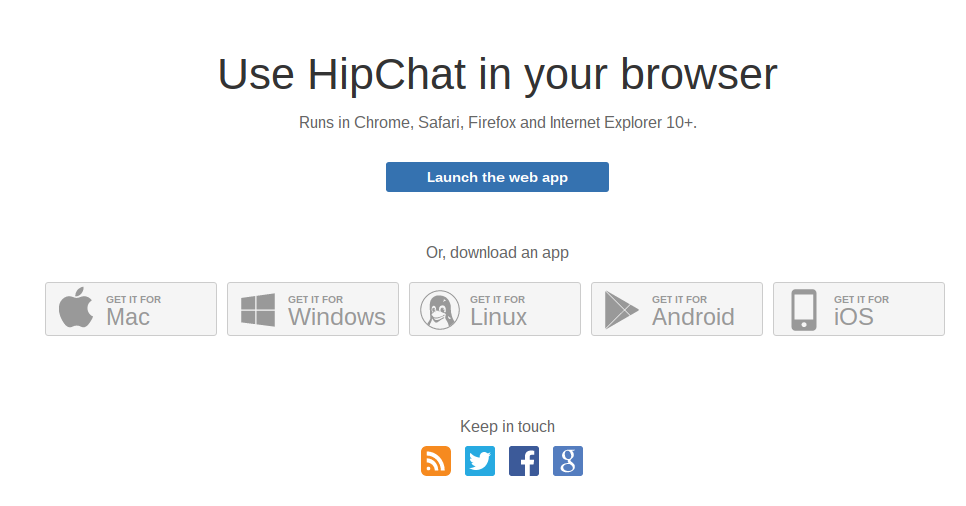 Use HipChat in your browser
Runs in Chrome, Safari, Firefox and Internet Explorer 10+.
Launch the web app
Or, download an app
GET IT FOR
Mac
GET IT FOR
Windows
GET IT FOR
Linux
GET IT FOR
Android
GET IT FOR
iOS
Keep in touch